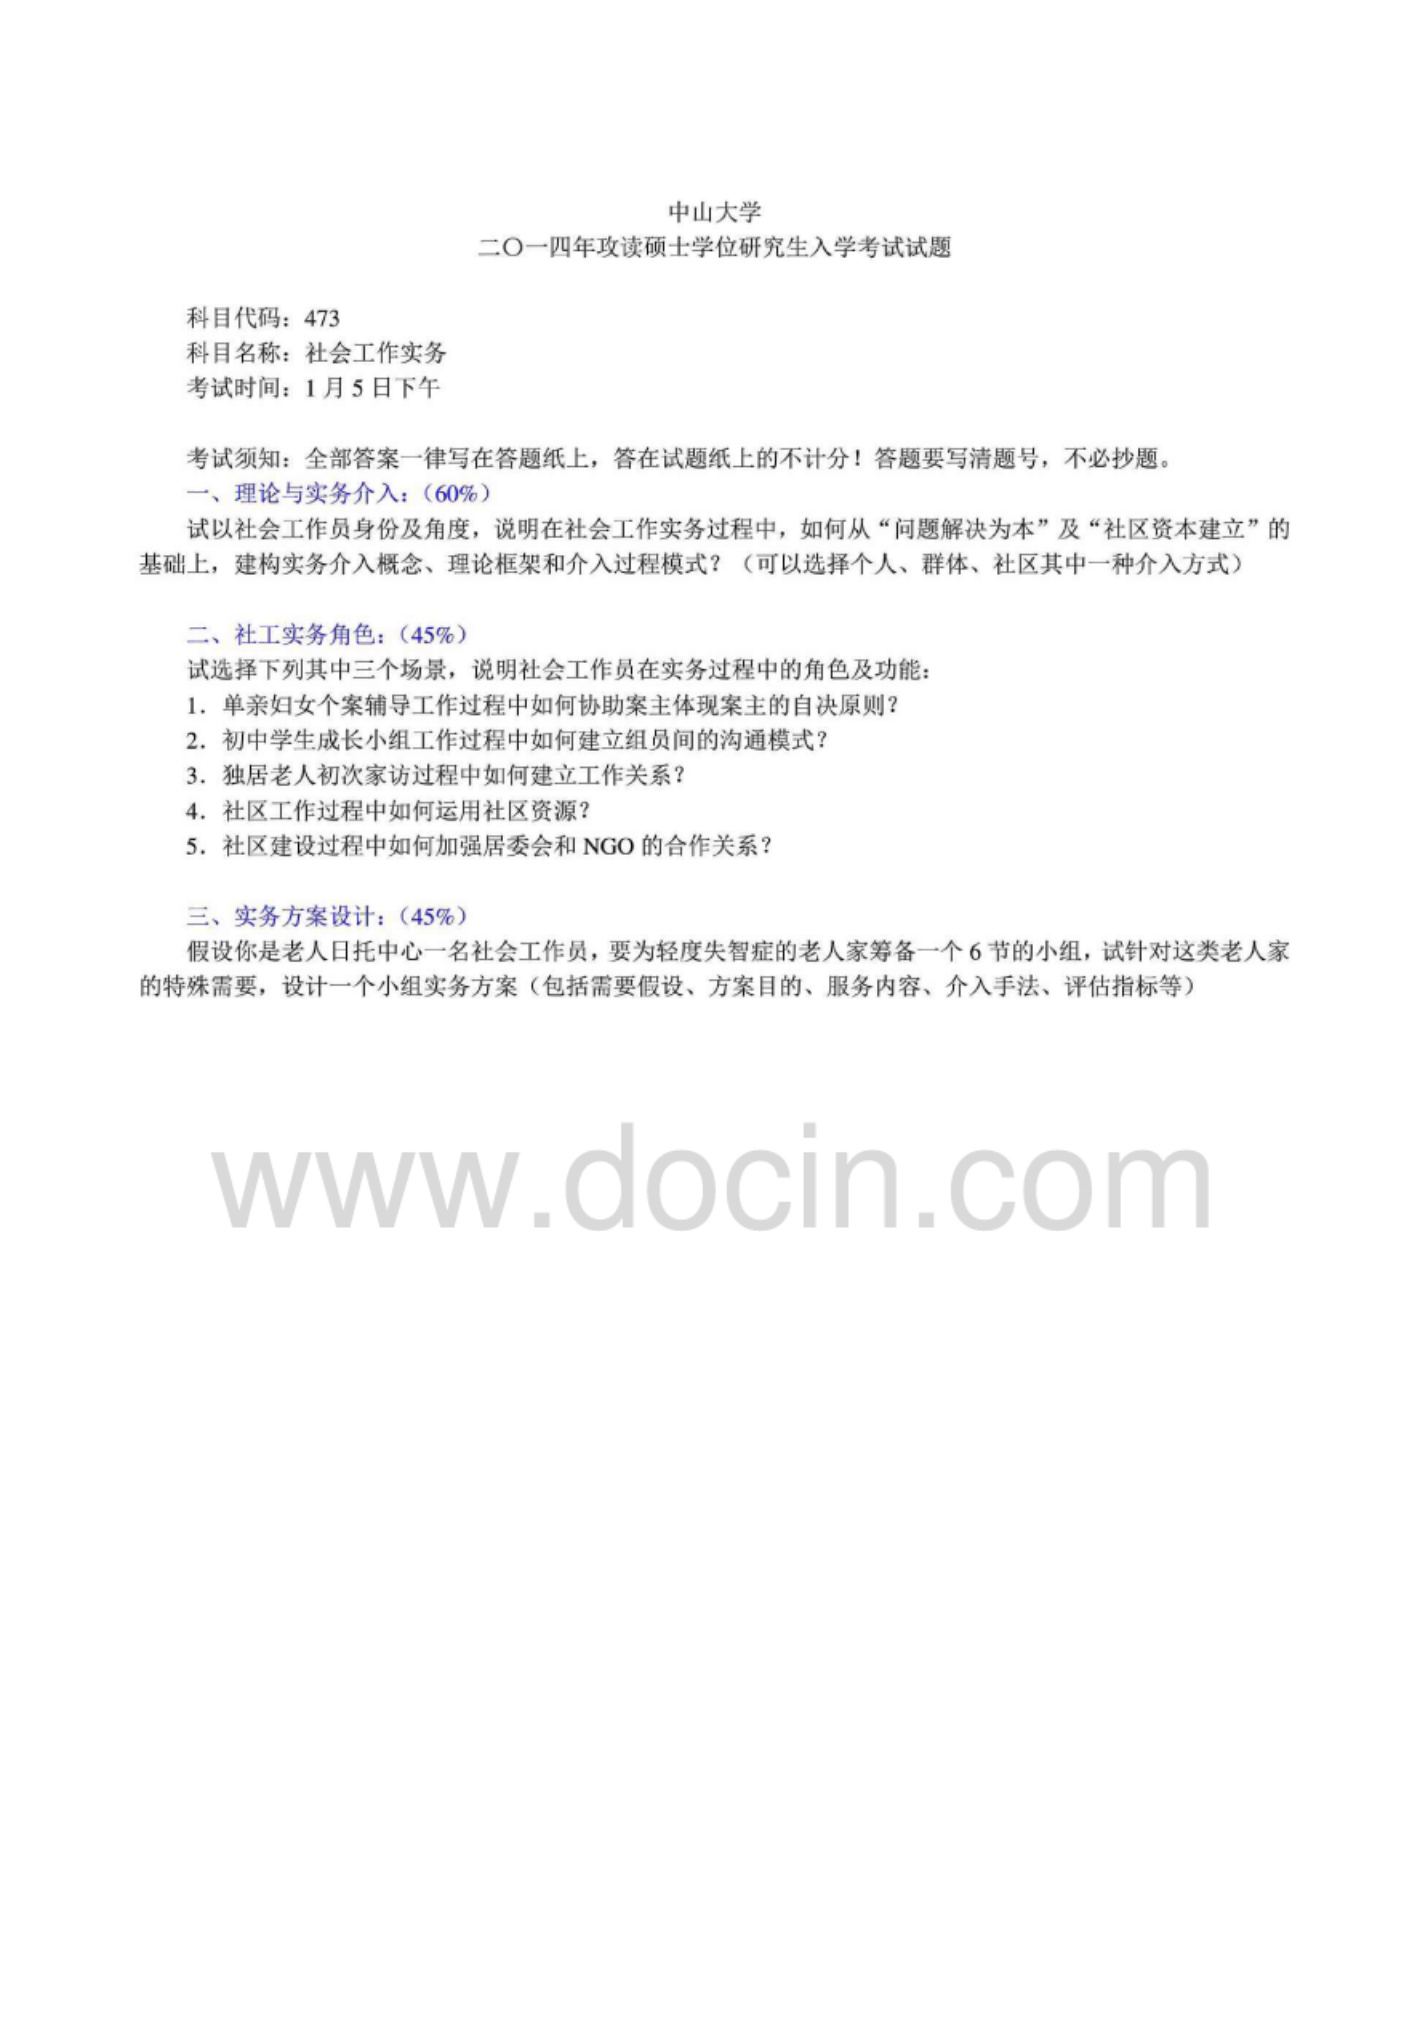 中山大学
二〇一四年攻读硕士学位研究生入学考试试题
科目代码：473
科目名称：社会工作实务
考试时间：1 月 5 日下午
考试须知：全部答案一律写在答题纸上，答在试题纸上的不计分！答题要写清题号，不必抄题。
一、理论与实务介入:（60%）
试以社会工作员身份及角度，说明在社会工作实务过程中，如何从“问题解决为本”及“社区资本建立”的
基础上，建构实务介入概念、理论框架和介入过程模式？（可以选择个人、群体、社区其中一种介入方式）
二、社工实务角色:（45%）
试选择下列其中三个场景，说明社会工作员在实务过程中的角色及功能：
1．单亲妇女个案辅导工作过程中如何协助案主体现案主的自决原则？
2．初中学生成长小组工作过程中如何建立组员间的沟通模式？
3．独居老人初次家访过程中如何建立工作关系？
4．社区工作过程中如何运用社区资源？
5．社区建设过程中如何加强居委会和 NGO 的合作关系？
三、实务方案设计:（45%）
假设你是老人日托中心一名社会工作员，要为轻度失智症的老人家筹备一个 6 节的小组，试针对这类老人家
的特殊需要，设计一个小组实务方案（包括需要假设、方案目的、服务内容、介入手法、评估指标等）
www.docin.com